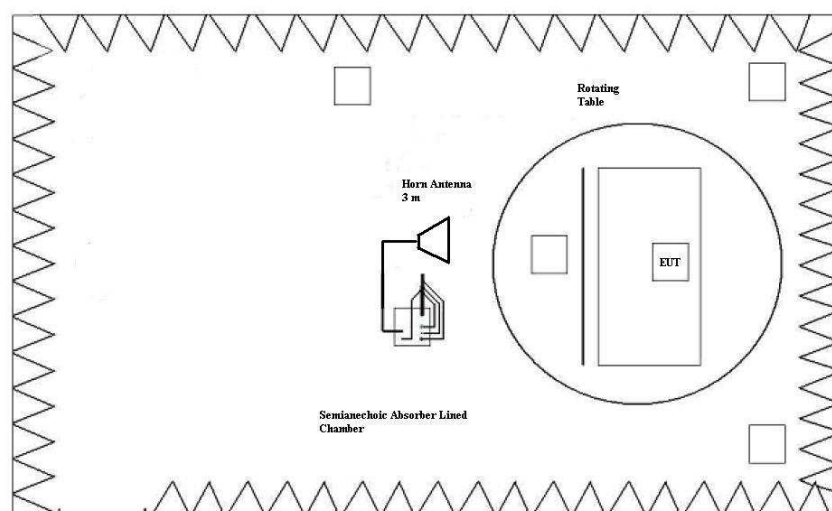 Rotating
Table
Horn Antenna
3 m
EUT
Semianechoic Absorber Lined
Chamber